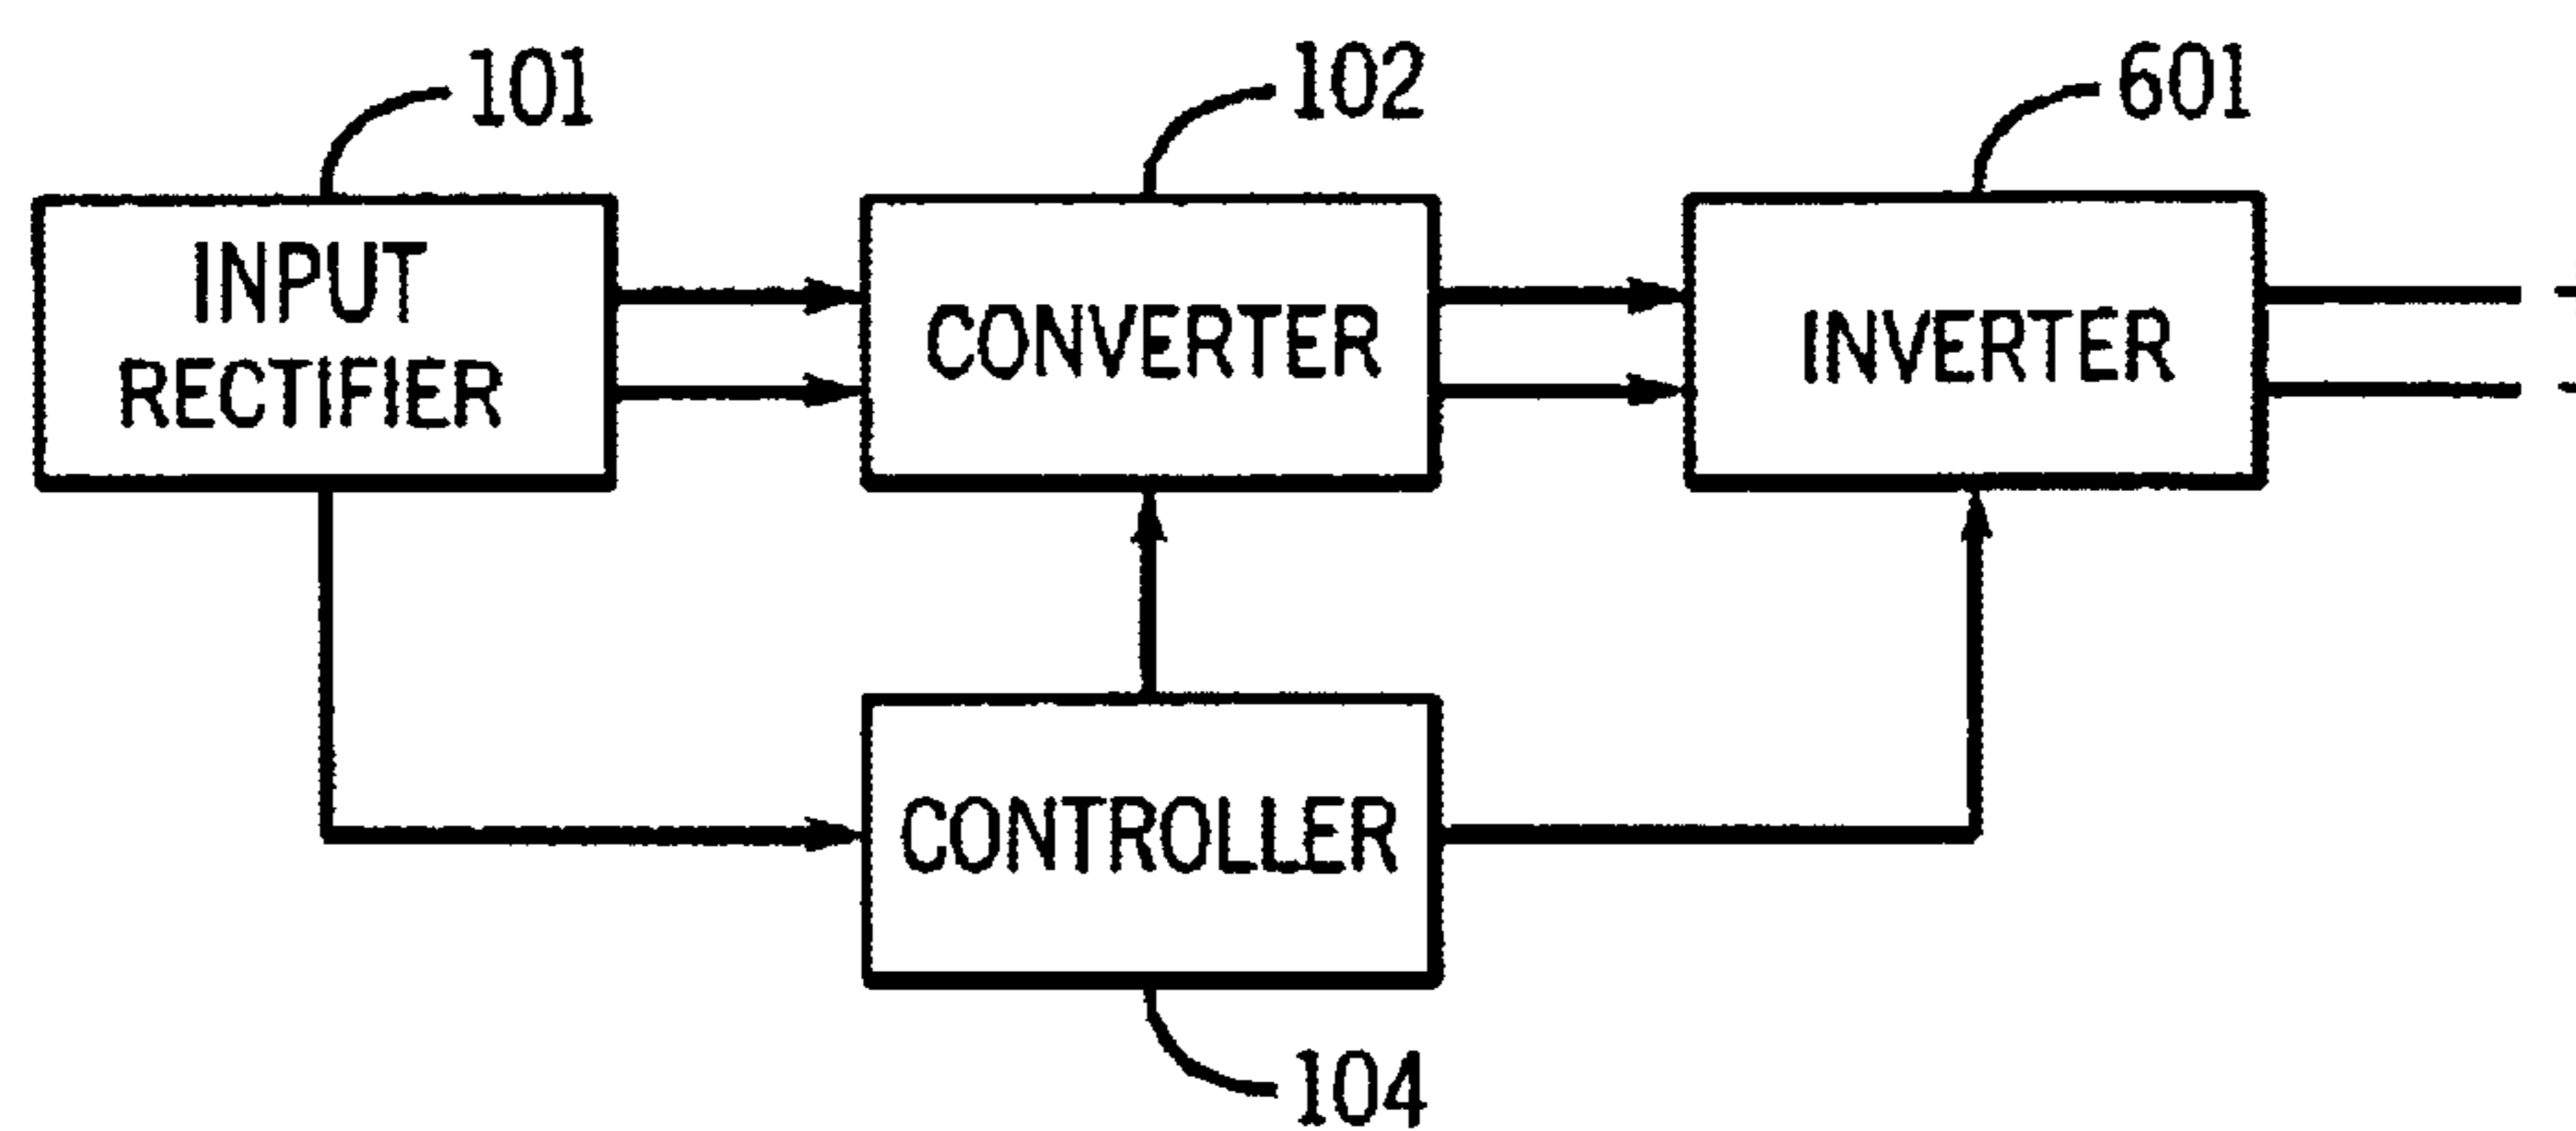 101
102
601
INPUT
RECTIFIER
CONVERTER
INVERTER
CONTROLLER
104